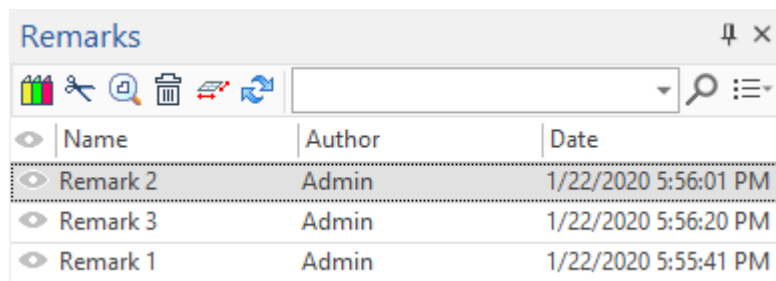 Remarks
Name Author Date
Remark 2 Admin 1/22/2020 5:56:01 PM
Remark 3 Admin 1/22/2020 5:56:20 PM
Remark 1 Admin 1/22/2020 5:55:41 PM